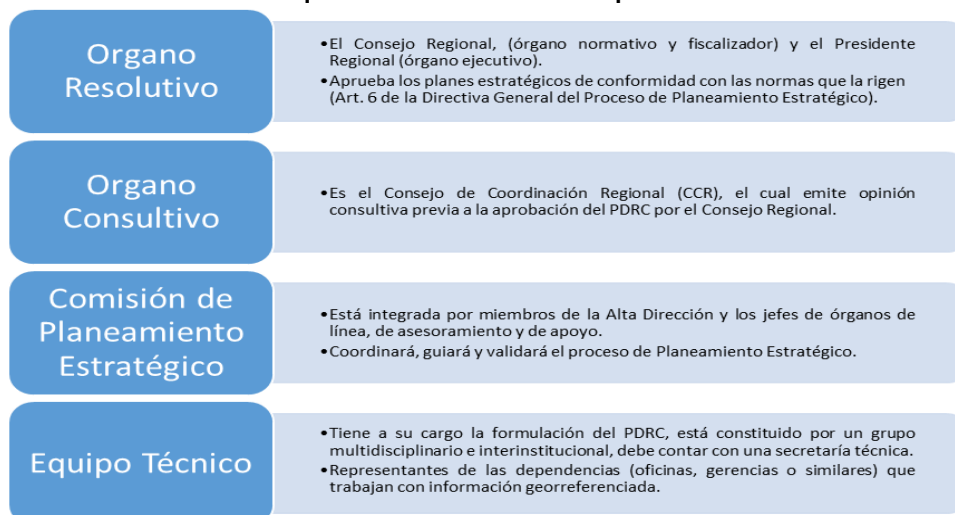 Organo
Resolutivo
•El Consejo Regional, (órgano normativo y fiscalizador) y el Presidente
Regional (órgano ejecutivo).
•Aprueba los planes estratégicos de conformidad con las normas que la rigen
(Art. 6 de la Directiva General del Proceso de Planeamiento Estratégico).
Organo
Consultivo
•Es el Consejo de Coordinación Regional (CCR), el cual emite opinión
consultiva previa a la aprobación del PDRC por el Consejo Regional.
Comisión de
Planeamiento
Estratégico
•Está integrada por miembros de la Alta Dirección y los jefes de órganos de
línea, de asesoramiento y de apoyo.
•Coordinará, guiará y validará el proceso de Planeamiento Estratégico.
Equipo Técnico
•Tiene a su cargo la formulación del PDRC, está constituido por un grupo
multidisciplinario e interinstitucional, debe contar con una secretaría técnica.
•Representantes de las dependencias (oficinas, gerencias o similares) que
trabajan con información georreferenciada.